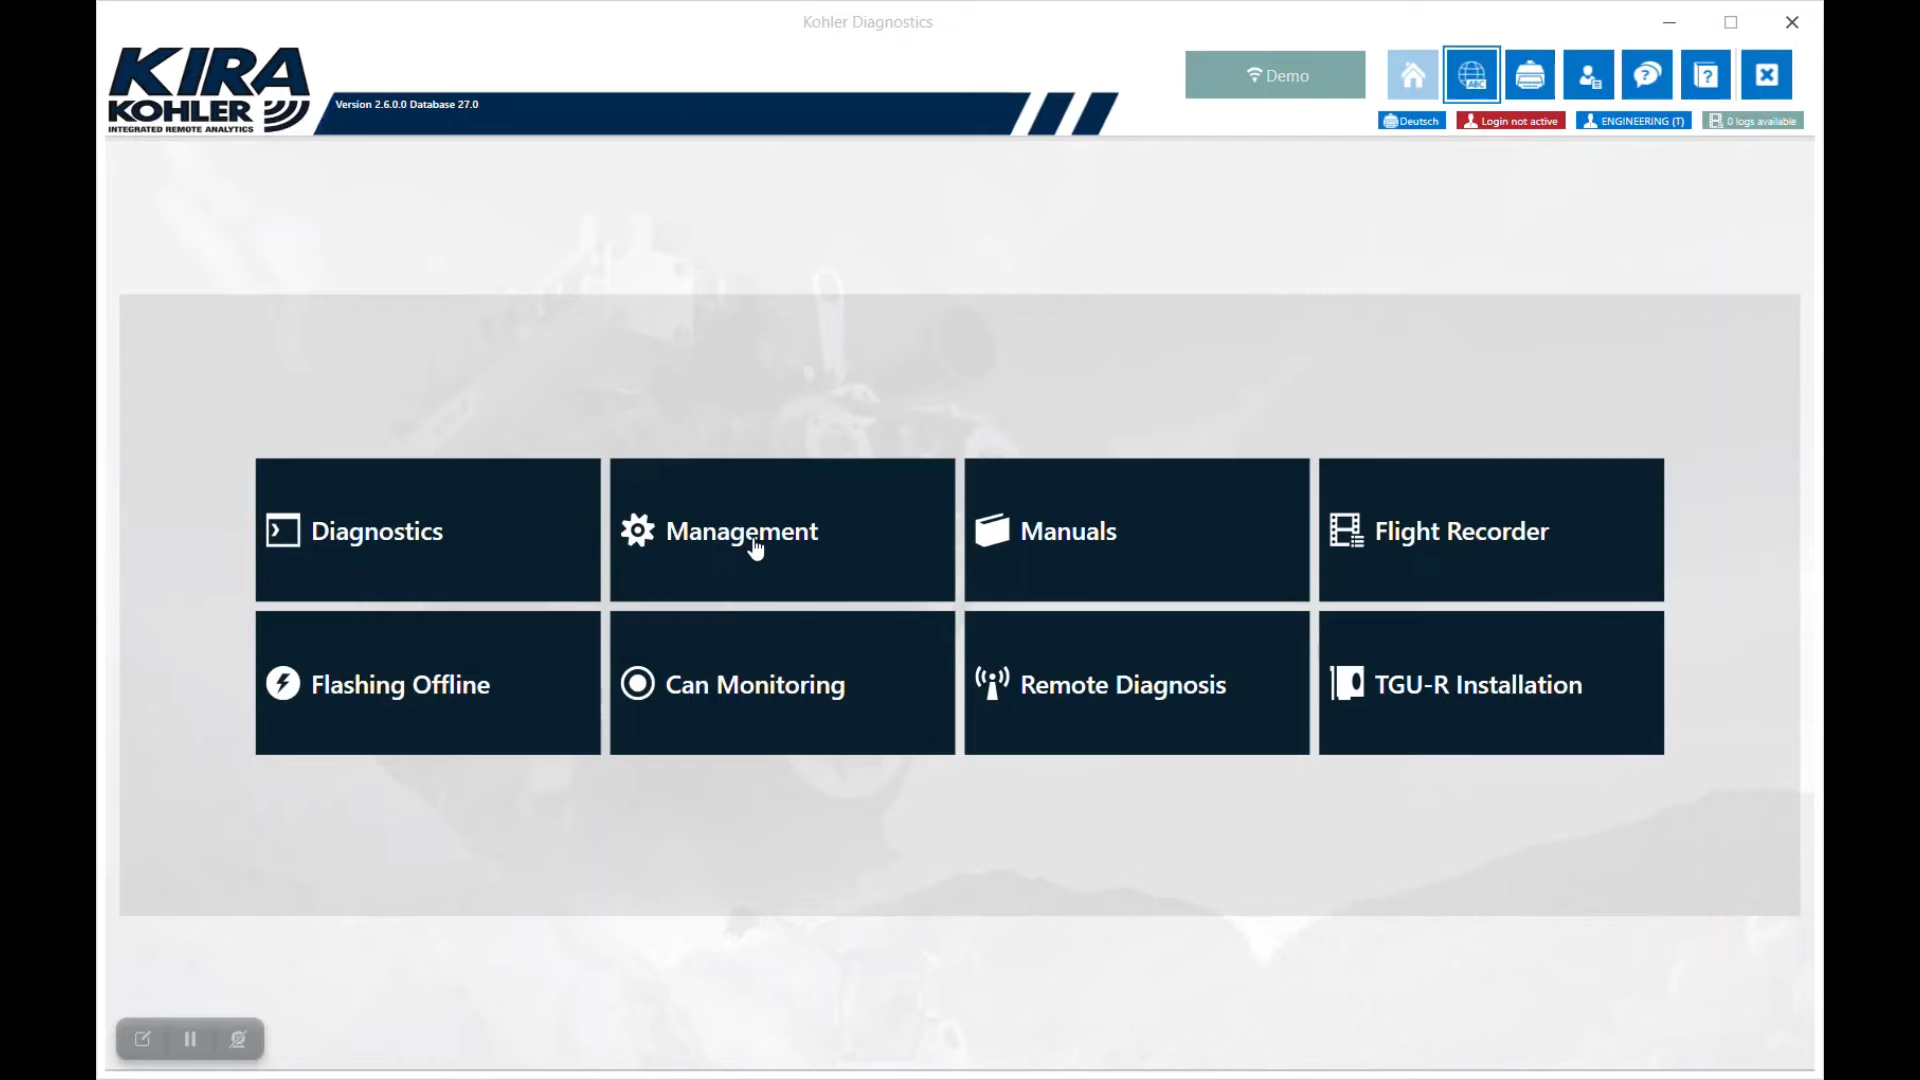 Kohler Diagnostics
KIRA
KOHLER
INTEGRATED REMOTE ANALYTICS
Version 2.6.0.0 Database 27.0
Demo
ABC
?
?
Deutsch
Login not active
ENGINEERING (T)
0 logs available
Diagnostics
Management
Manuals
Flight Recorder
Flashing Offline
Can Monitoring
Remote Diagnosis
TGU-R Installation